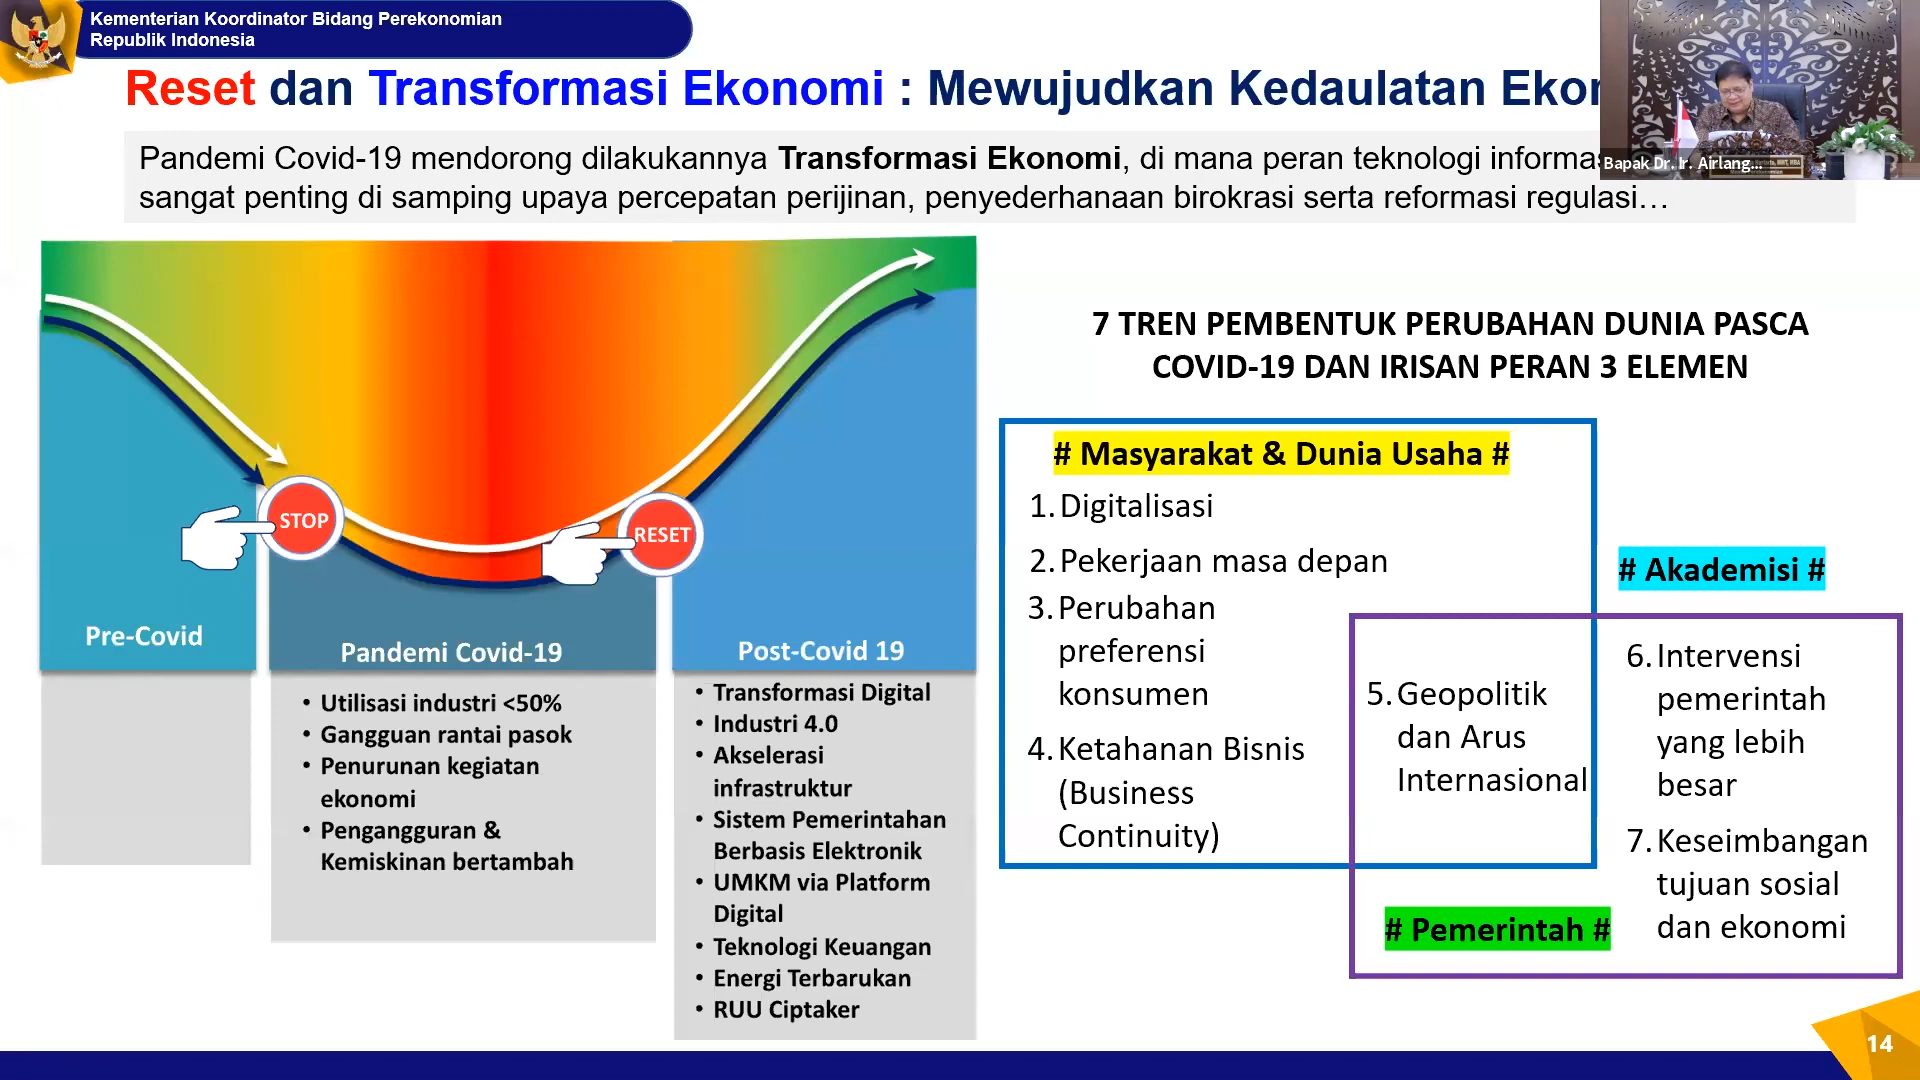 Kementerian Koordinator Bidang Perekonomian
Republik Indonesia
Reset dan Transformasi Ekonomi : Mewujudkan Kedaulatan
Bapak Dr. Ir. Airlang...
Pandemi Covid-19 mendorong dilakukannya Transformasi Ekonomi, di mana peran teknologi
sangat penting di samping upaya percepatan perijinan, penyederhanaan birokrasi serta reformasi regulasi…
STOP
RESET
Pre-Covid
Pandemi Covid-19
Post-Covid 19
• Utilisasi industri <50%
• Gangguan rantai pasok
• Penurunan kegiatan
ekonomi
• Pengangguran &
Kemiskinan bertambah
• Transformasi Digital
• Industri 4.0
• Akselerasi
infrastruktur
• Sistem Pemerintahan
Berbasis Elektronik
• UMKM via Platform
Digital
• Teknologi Keuangan
• Energi Terbarukan
• RUU Ciptaker
7 TREN PEMBENTUK PERUBAHAN DUNIA PASCA
COVID-19 DAN IRISAN PERAN 3 ELEMEN
# Masyarakat & Dunia Usaha #
1. Digitalisasi
2. Pekerjaan masa depan
3. Perubahan
preferensi
konsumen
4. Ketahanan Bisnis
(Business
Continuity)
5. Geopolitik
dan Arus
Internasional
# Akademisi #
6. Intervensi
pemerintah
yang lebih
besar
7. Keseimbangan
tujuan sosial
dan ekonomi
# Pemerintah #
14